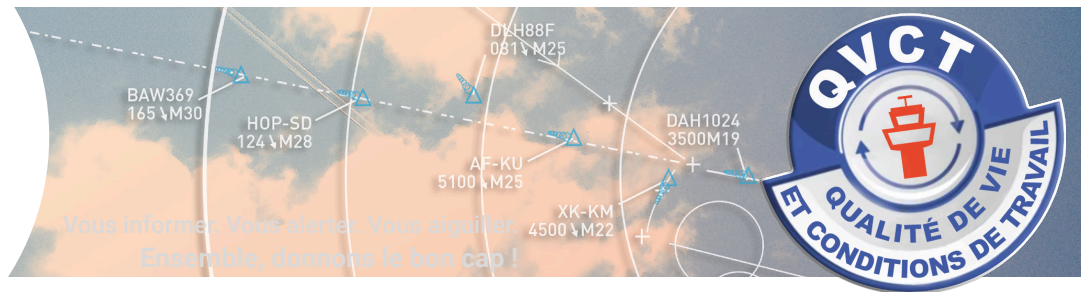 DLH88F
081↘M25
BAW369
165↘M30
HOP-SD
124↘M28
DAH1024
3500M19
AF-KU
5100↘M25
XK-KM
4500↘M22
Vous informer. Vous alerter. Vous aiguiller.
Ensemble, donnons le bon cap !
QVCT
QUALITÉ DE VIE
ET CONDITIONS DE TRAVAIL